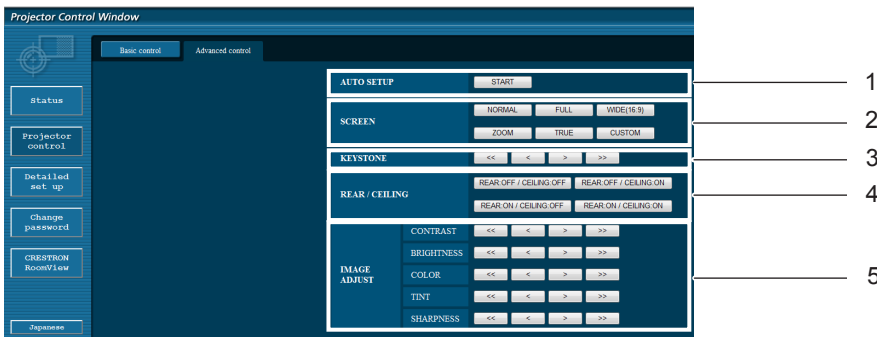 Projector Control Window
Basic control Advanced control
Status
Projector control
Detailed set up
Change password
CRESTRON RoomView
Japanese
AUTO SETUP START 1
SCREEN NORMAL FULL WIDE(16:9) 2
ZOOM TRUE CUSTOM
KEYSTONE << < > >> 3
REAR / CEILING REAR:OFF / CEILING:OFF REAR:OFF / CEILING:ON 4
REAR:ON / CEILING:OFF REAR:ON / CEILING:ON
IMAGE ADJUST 5
CONTRAST << < > >>
BRIGHTNESS << < > >>
COLOR << < > >>
TINT << < > >>
SHARPNESS << < > >>